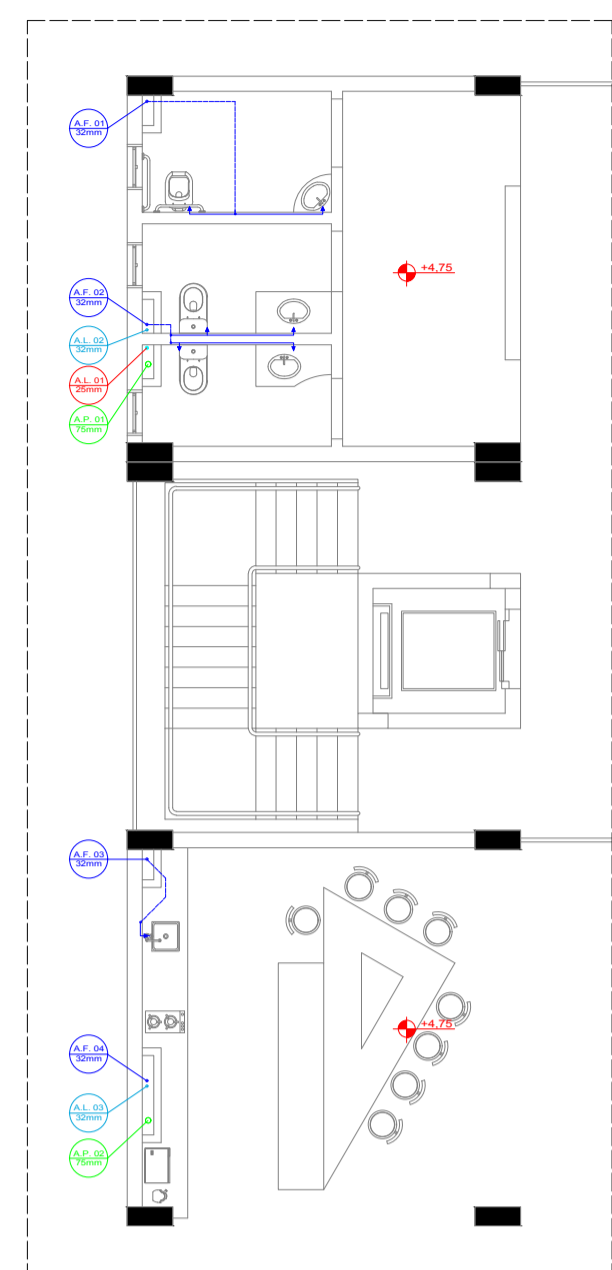 A.F. 01
32mm
+4,75
A.F. 02
32mm
A.L. 02
32mm
A.L. 01
25mm
A.P. 01
75mm
A.F. 03
32mm
+4,75
A.F. 04
32mm
A.L. 03
32mm
A.P. 02
75mm